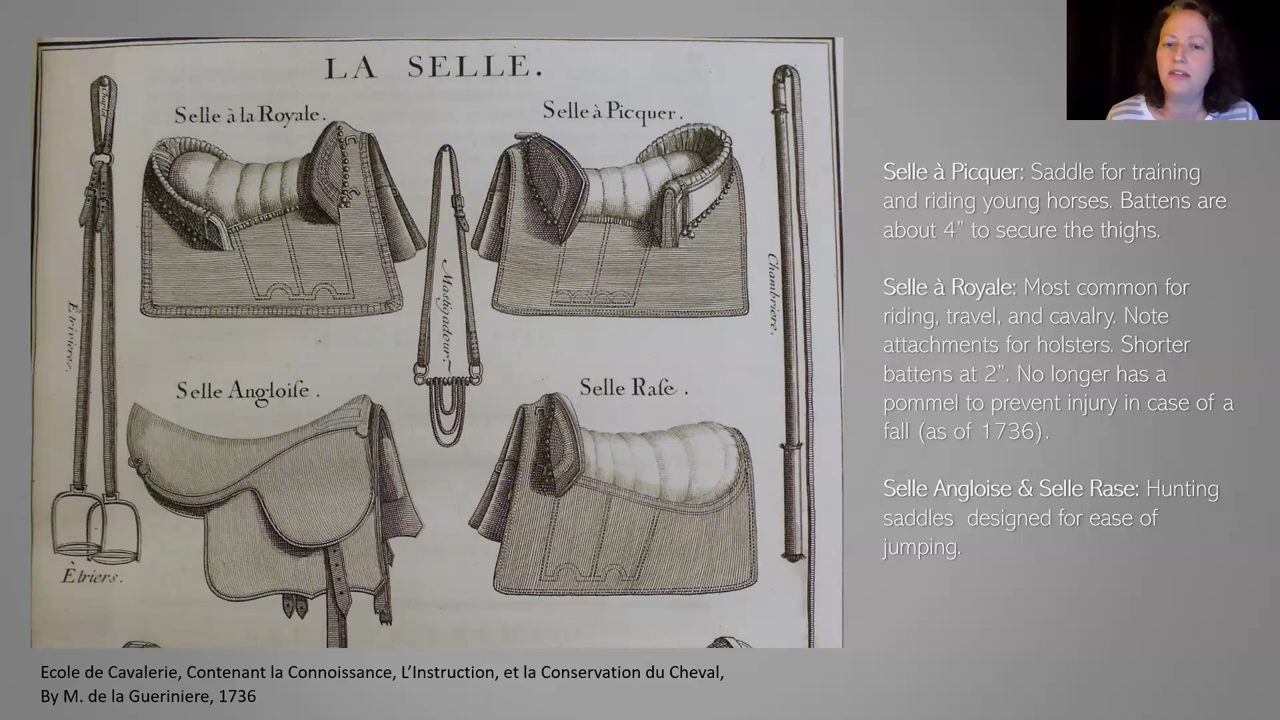 LA SELLE.
Selle à la Royale.
Selle à Picquer.
Etrivieres.
Chambriere.
Selle Angloiſe.
Selle Raſe.
Êtriers.
Selle à Picquer: Saddle for training
and riding young horses. Battens are
about 4" to secure the thighs.
Selle à Royale: Most common for
riding, travel, and cavalry. Note
attachments for holsters. Shorter
battens at 2". No longer has a
pommel to prevent injury in case of a
fall (as of 1736).
Selle Angloise & Selle Rase: Hunting
saddles designed for ease of
jumping.
Ecole de Cavalerie, Contenant la Connoissance, L'Instruction, et la Conservation du Cheval,
By M. de la Gueriniere, 1736